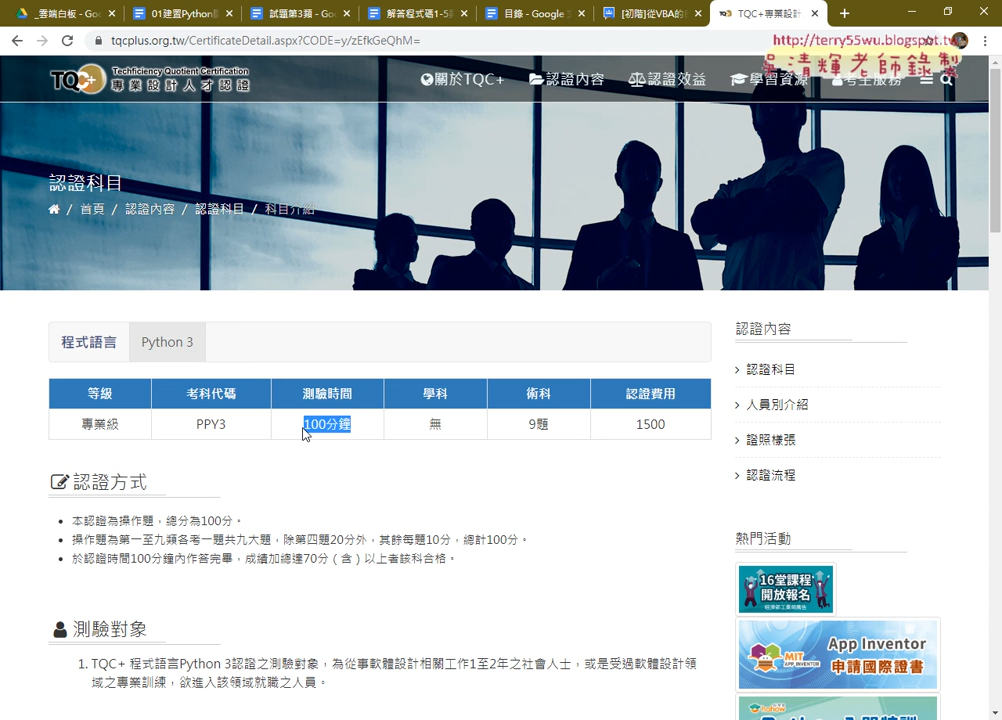 _雲端白板 - Go
01建置Python
試題第3類 - Go
解答程式碼1-5
目錄 - Google
[初階]從VBA的
TQC+專業設計
tqcplus.org.tw/CertificateDetail.aspx?CODE=y/zEfkGeQhM=
http://terry55wu.blogspot.tw
吳清輝老師錄製
TQC+
Techficiency Quotient Certification
專業設計人才認證
關於TQC+
認證內容
認證效益
學習資源
考生服務
認證科目
/ 首頁 / 認證內容 / 認證科目 / 科目介紹
程式語言
Python 3
等級 考科代碼 測驗時間 學科 術科 認證費用
專業級 PPY3 100分鐘 無 9題 1500
認證方式
本認證為操作題，總分為100分。
操作題為第一至九類各考一題共九大題，除第四題20分外，其餘每題10分，總計100分。
於認證時間100分鐘內作答完畢，成績加總達70分（含）以上者該科合格。
測驗對象
1. TQC+ 程式語言Python 3認證之測驗對象，為從事軟體設計相關工作1至2年之社會人士，或是受過軟體設計領
域之專業訓練，欲進入該領域就職之人員。
認證內容
認證科目
人員別介紹
證照樣張
認證流程
熱門活動
16堂課程
開放報名
MIT
APP INVENTOR
App Inventor
申請國際證書
hahow